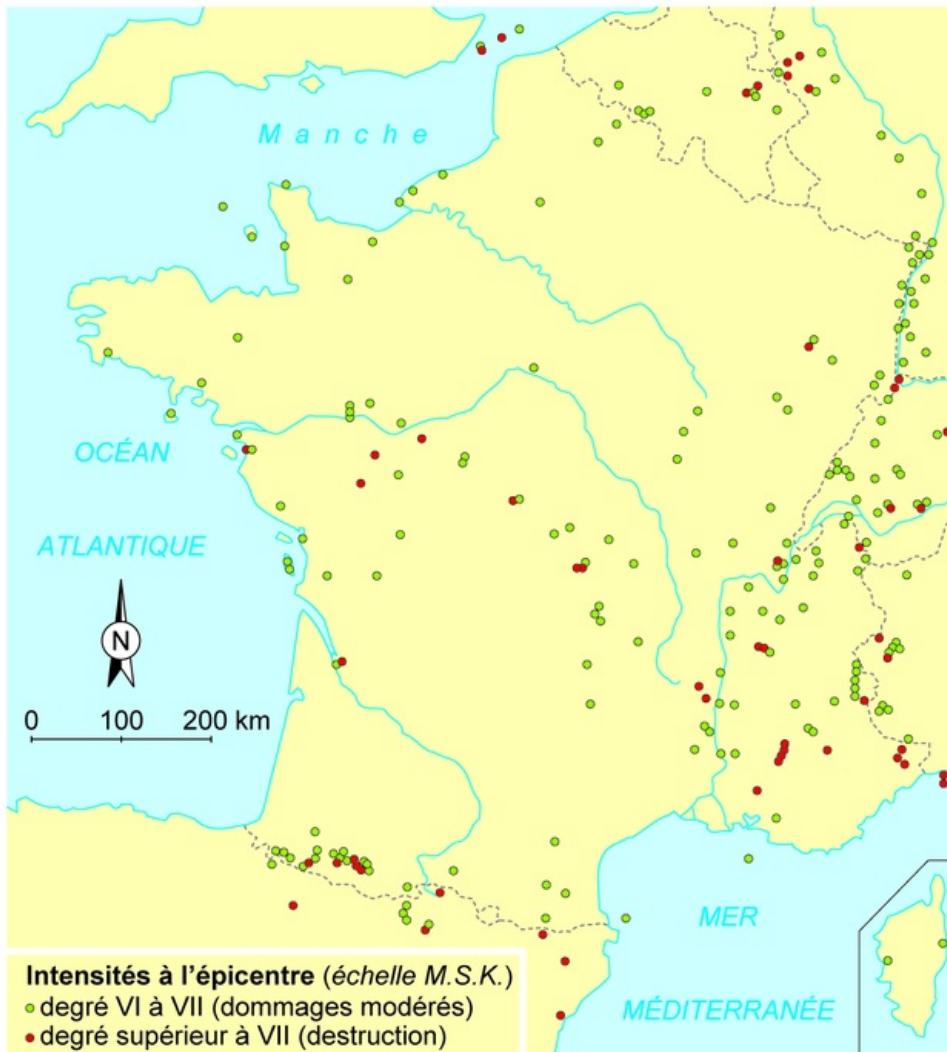 Manche
OCÉAN
ATLANTIQUE
N
0 100 200 km
MER
MÉDITERRANÉE
Intensités à l'épicentre (échelle M.S.K.)
degré VI à VII (dommages modérés)
degré supérieur à VII (destruction)